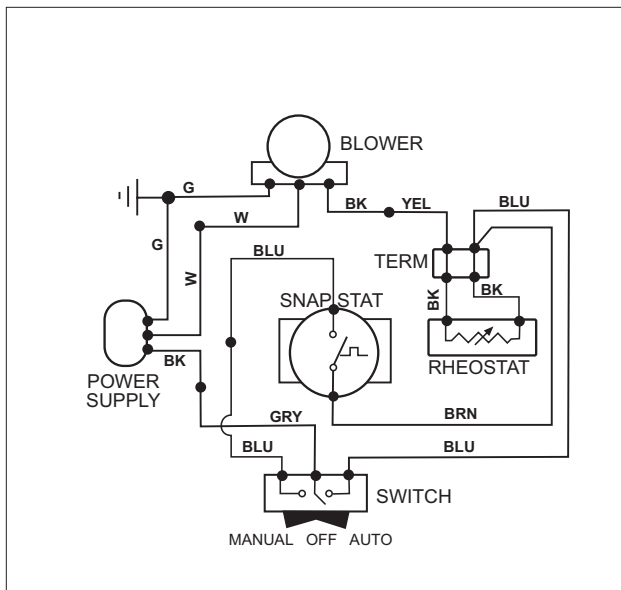 BLOWER
G
BK
YEL
BLU
W
G
W
BLU
TERM
SNAP STAT
BK
BK
RHEOSTAT
BK
POWER
SUPPLY
GRY
BRN
BLU
BLU
SWITCH
MANUAL OFF AUTO